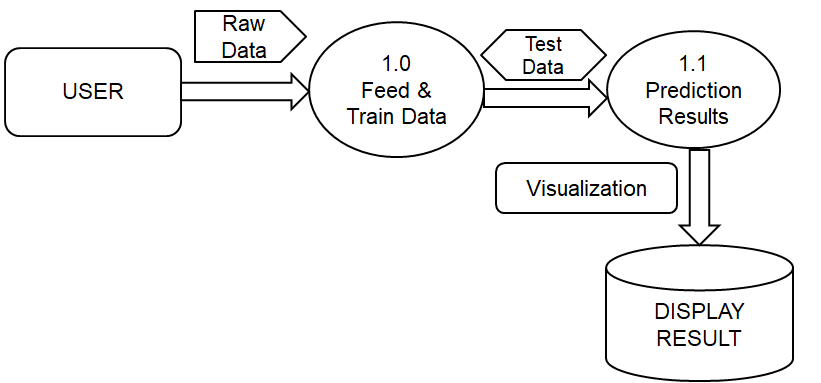 Raw
Data
USER
1.0
Feed &
Train Data
Test
Data
1.1
Prediction
Results
Visualization
DISPLAY
RESULT